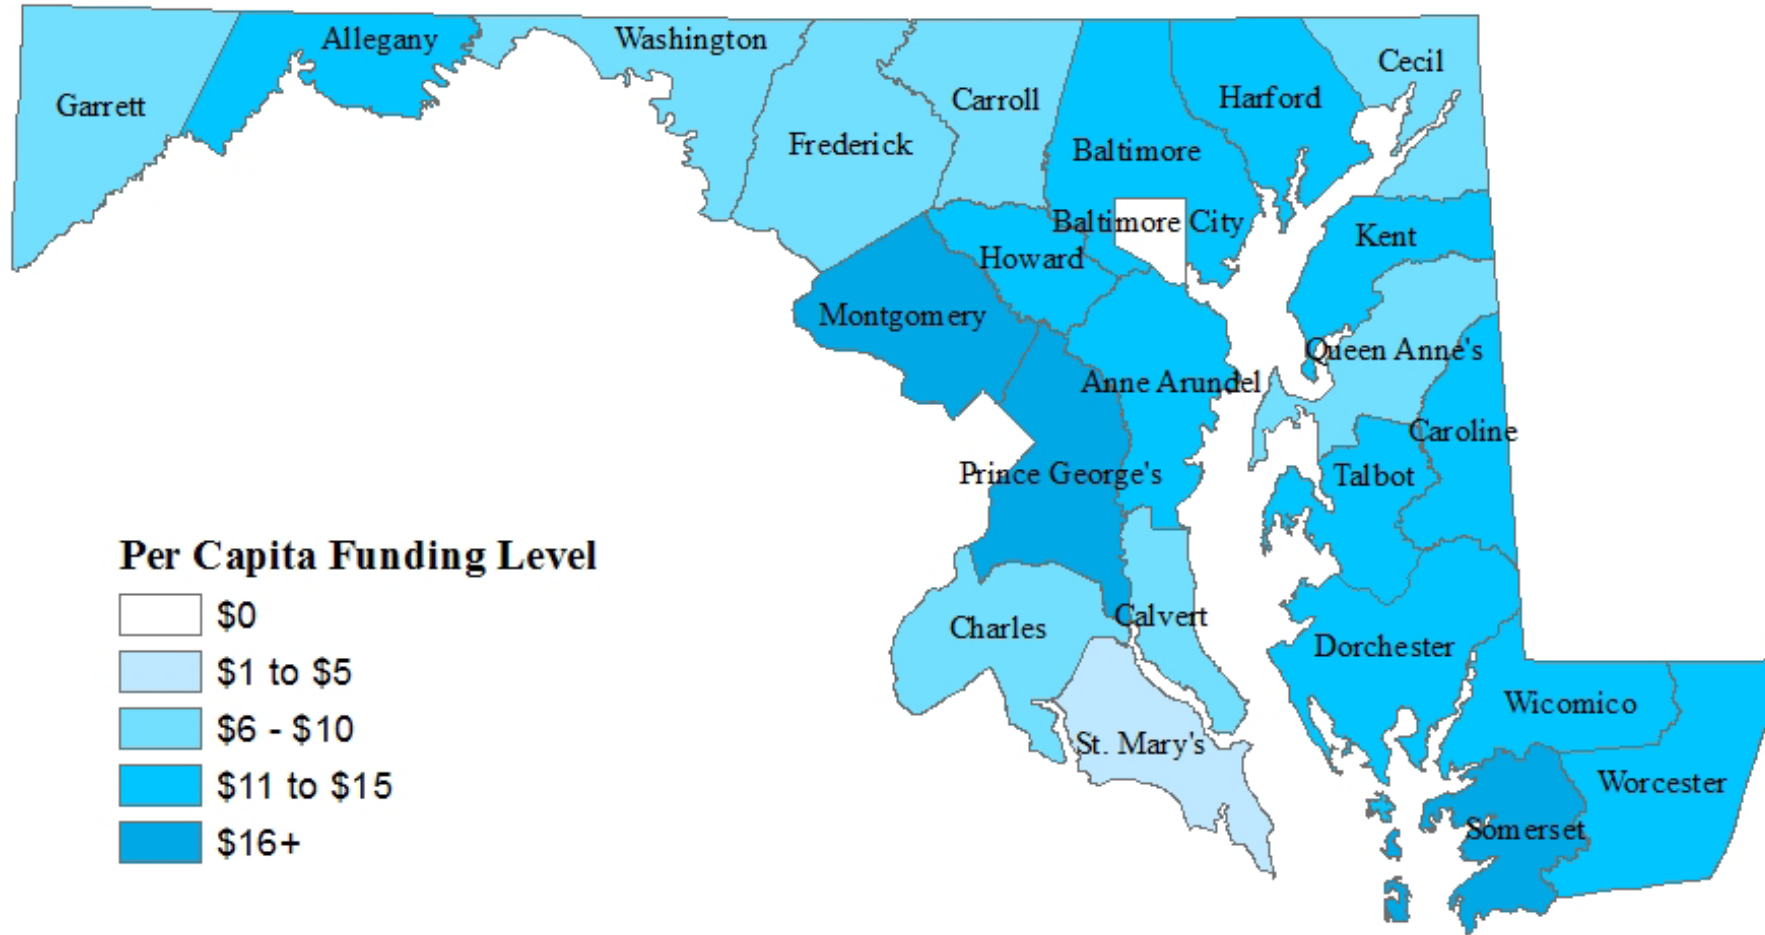 Allegany
Washington
Cecil
Garrett
Carroll
Harford
Frederick
Baltimore
Baltimore City
Kent
Howard
Montgomery
Queen Anne's
Anne Arundel
Caroline
Prince George's
Talbot
Per Capita Funding Level
$0
$1 to $5
$6 - $10
$11 to $15
$16+
Charles
Calvert
Dorchester
Wicomico
St. Mary's
Worcester
Somerset